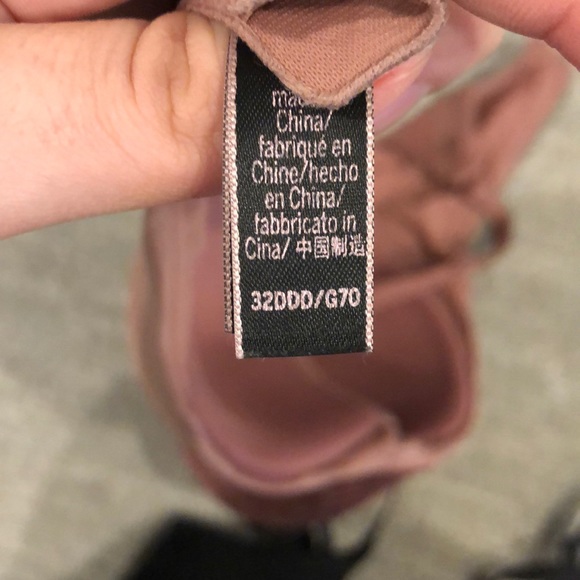 China/
fabriqué en
Chine/hecho
en China/
fabbricato in
Cina/ 中国制造
32DDD/G70